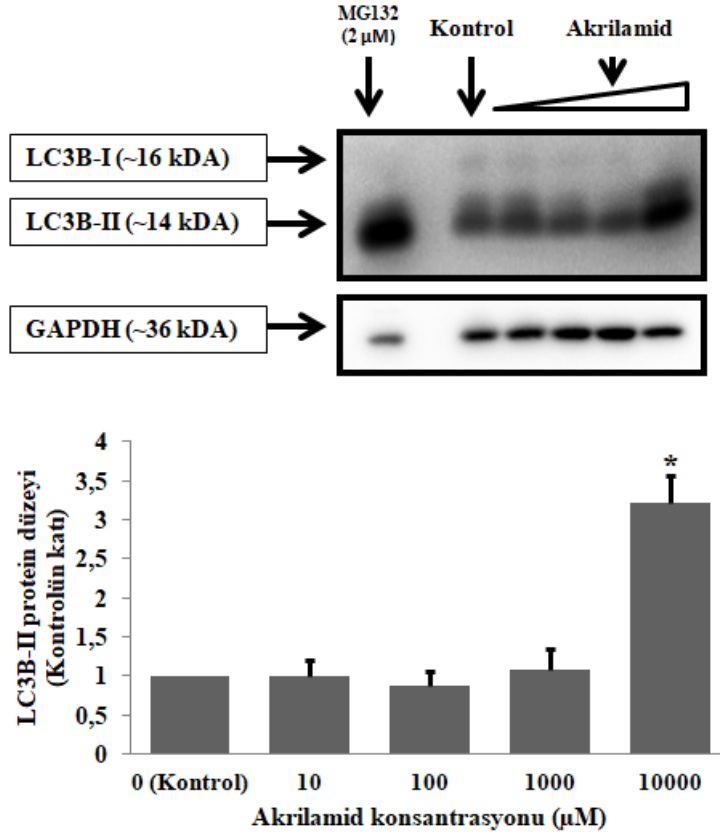 MG132
(2 µM)
Kontrol
Akrilamid
LC3B-I (~16 kDA)
LC3B-II (~14 kDA)
GAPDH (~36 kDA)
LC3B-II protein düzeyi
(Kontrolün katı)
4
3,5
3
2,5
2
1,5
1
0,5
0
*
0 (Kontrol)
10
100
1000
10000
Akrilamid konsantrasyonu (µM)